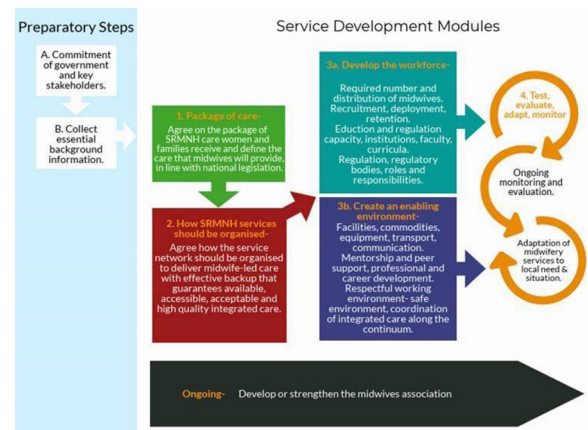 Preparatory Steps
Service Development Modules
A. Commitment
of government
and key
stakeholders.
B. Collect
essential
background
information.
1. Package of care-
Agree on the package of
SRMNH care women and
families receive and define the
care that midwives will provide,
in line with national legislation.
2. How SRMNH services
should be organised-
Agree how the service
network should be organised
to deliver midwife-led care
with effective backup that
guarantees available,
accessible, acceptable and
high quality integrated care.
3a. Develop the workforce-
Required number and
distribution of midwives.
Recruitment, deployment,
retention.
Eduction and regulation
capacity, institutions, faculty,
curricula.
Regulation, regulatory
bodies, roles and
responsibilities.
3b. Create an enabling
environment-
Facilities, commodities,
equipment, transport,
communication.
Mentorship and peer
support, professional and
career development.
Respectful working
environment- safe
environment, coordination
of integrated care along the
continuum.
4. Test,
evaluate,
adapt, monitor
Ongoing
monitoring and
evaluation.
Adaptation of
midwifery
services to
local need &
situation.
Ongoing- Develop or strengthen the midwives association